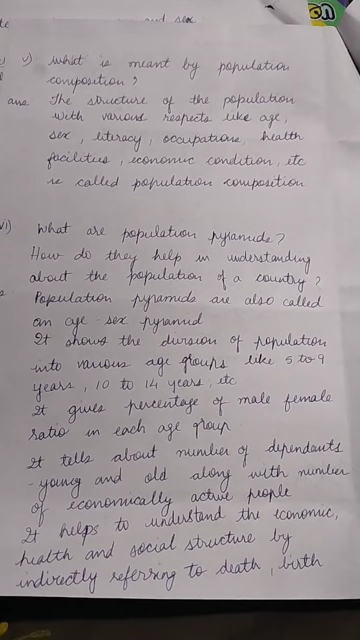 and sex
v) What is meant by population
composition?
ans The structure of the population
with various respects like age,
sex, literacy, occupations, health
facilities, economic condition, etc
is called population composition
vi) What are population pyramids?
How do they help in understanding
about the population of a country?
Population pyramids are also called
an age-sex pyramid
It shows the division of population
into various age groups like 5 to 9
years, 10 to 14 years, etc
It gives percentage of male female
ratio in each age group
It tells about number of dependents
- young and old along with number
of economically active people
It helps to understand the economic,
health and social structure by
indirectly referring to death, birth